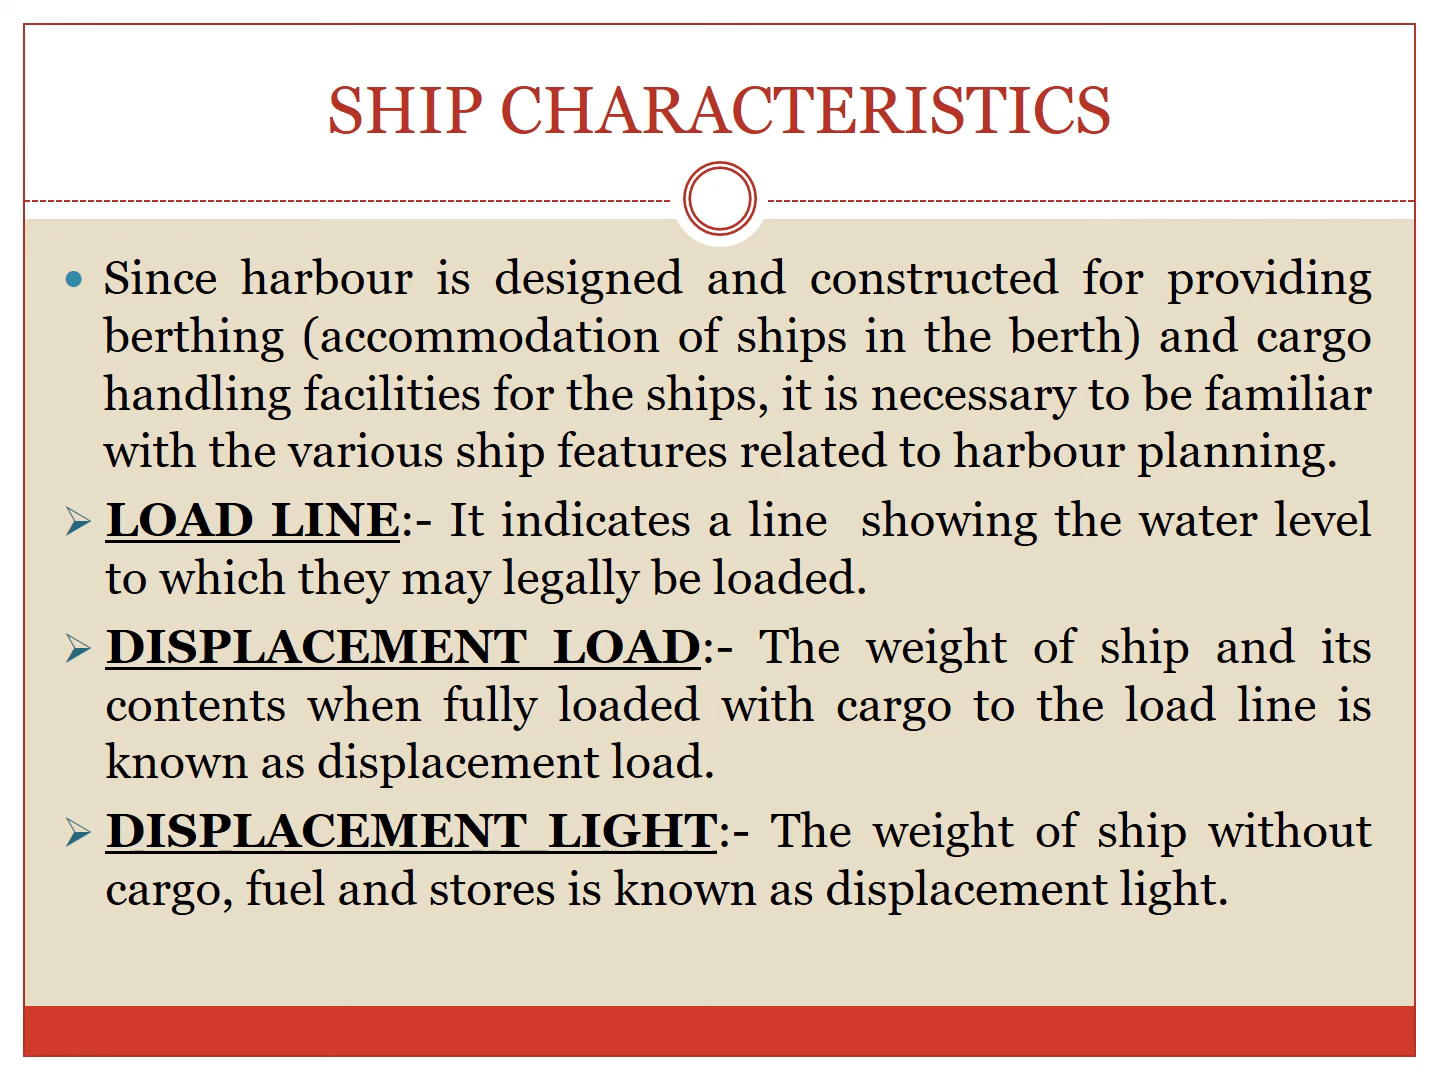 SHIP CHARACTERISTICS
• Since harbour is designed and constructed for providing
berthing (accommodation of ships in the berth) and cargo
handling facilities for the ships, it is necessary to be familiar
with the various ship features related to harbour planning.
➢ LOAD LINE:- It indicates a line  showing the water level
to which they may legally be loaded.
➢ DISPLACEMENT LOAD:- The weight of ship and its
contents when fully loaded with cargo to the load line is
known as displacement load.
➢ DISPLACEMENT LIGHT:- The weight of ship without
cargo, fuel and stores is known as displacement light.